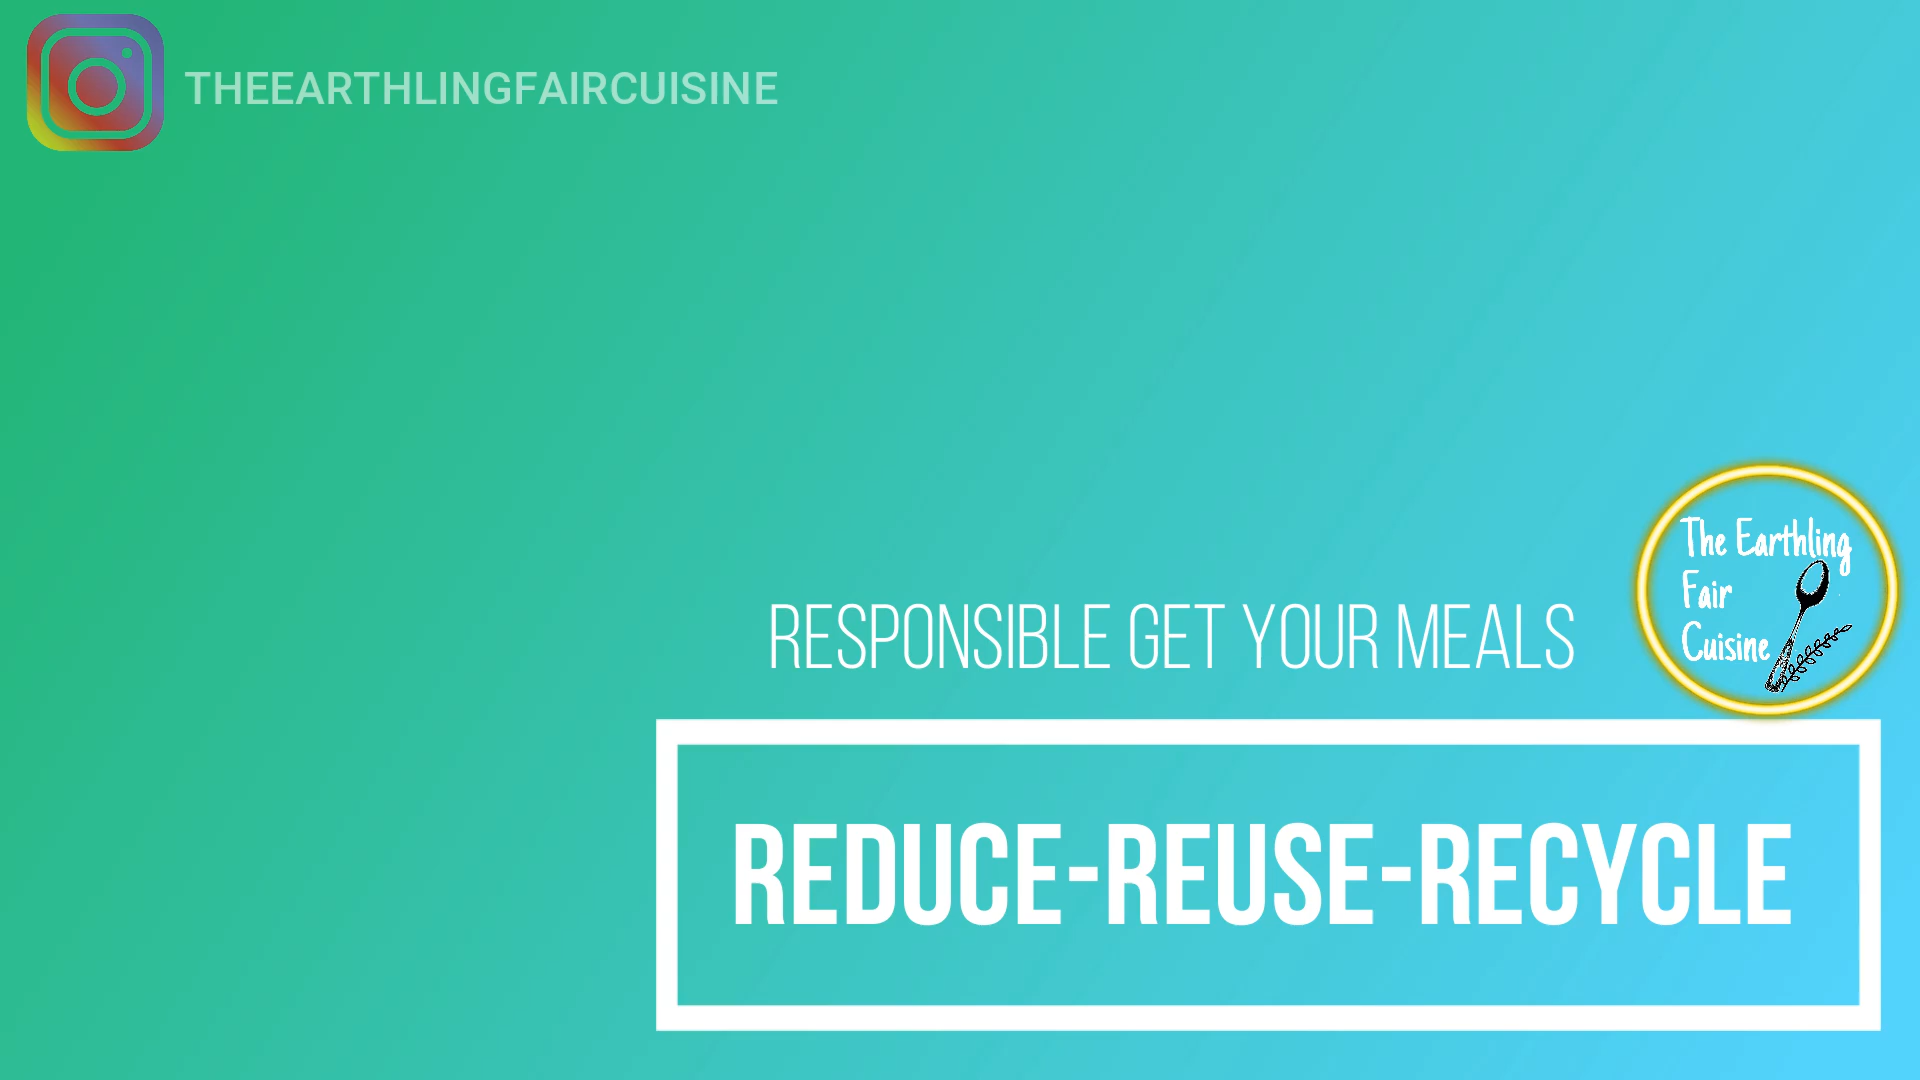 THEEARTHLINGFAIRCUISINE
The Earthling
Fair
Cuisine
RESPONSIBLE GET YOUR MEALS
REDUCE-REUSE-RECYCLE